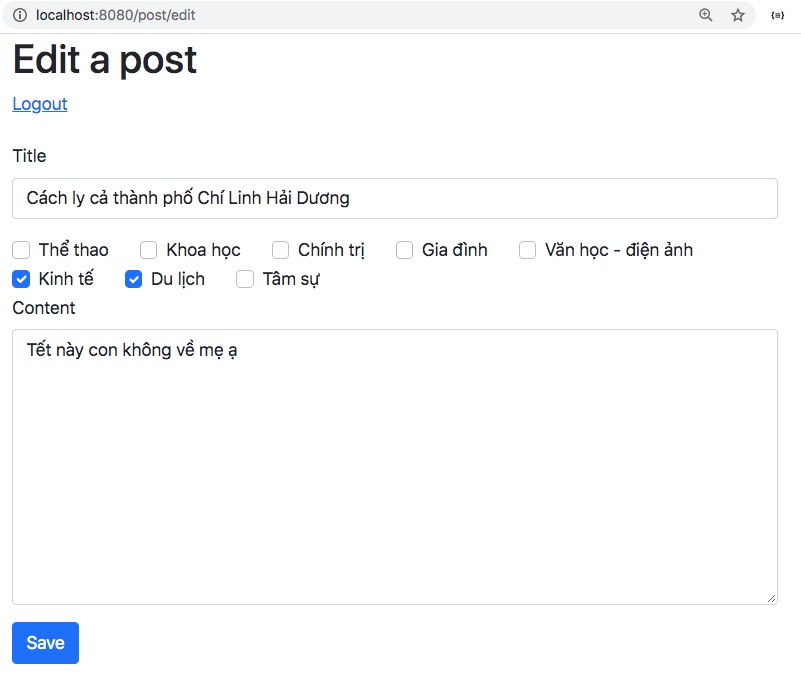 localhost:8080/post/edit
Edit a post
Logout
Title
Cách ly cả thành phố Chí Linh Hải Dương
Thể thao Khoa học Chính trị Gia đình Văn học - điện ảnh
Kinh tế Du lịch Tâm sự
Content
Tết này con không về mẹ ạ
Save